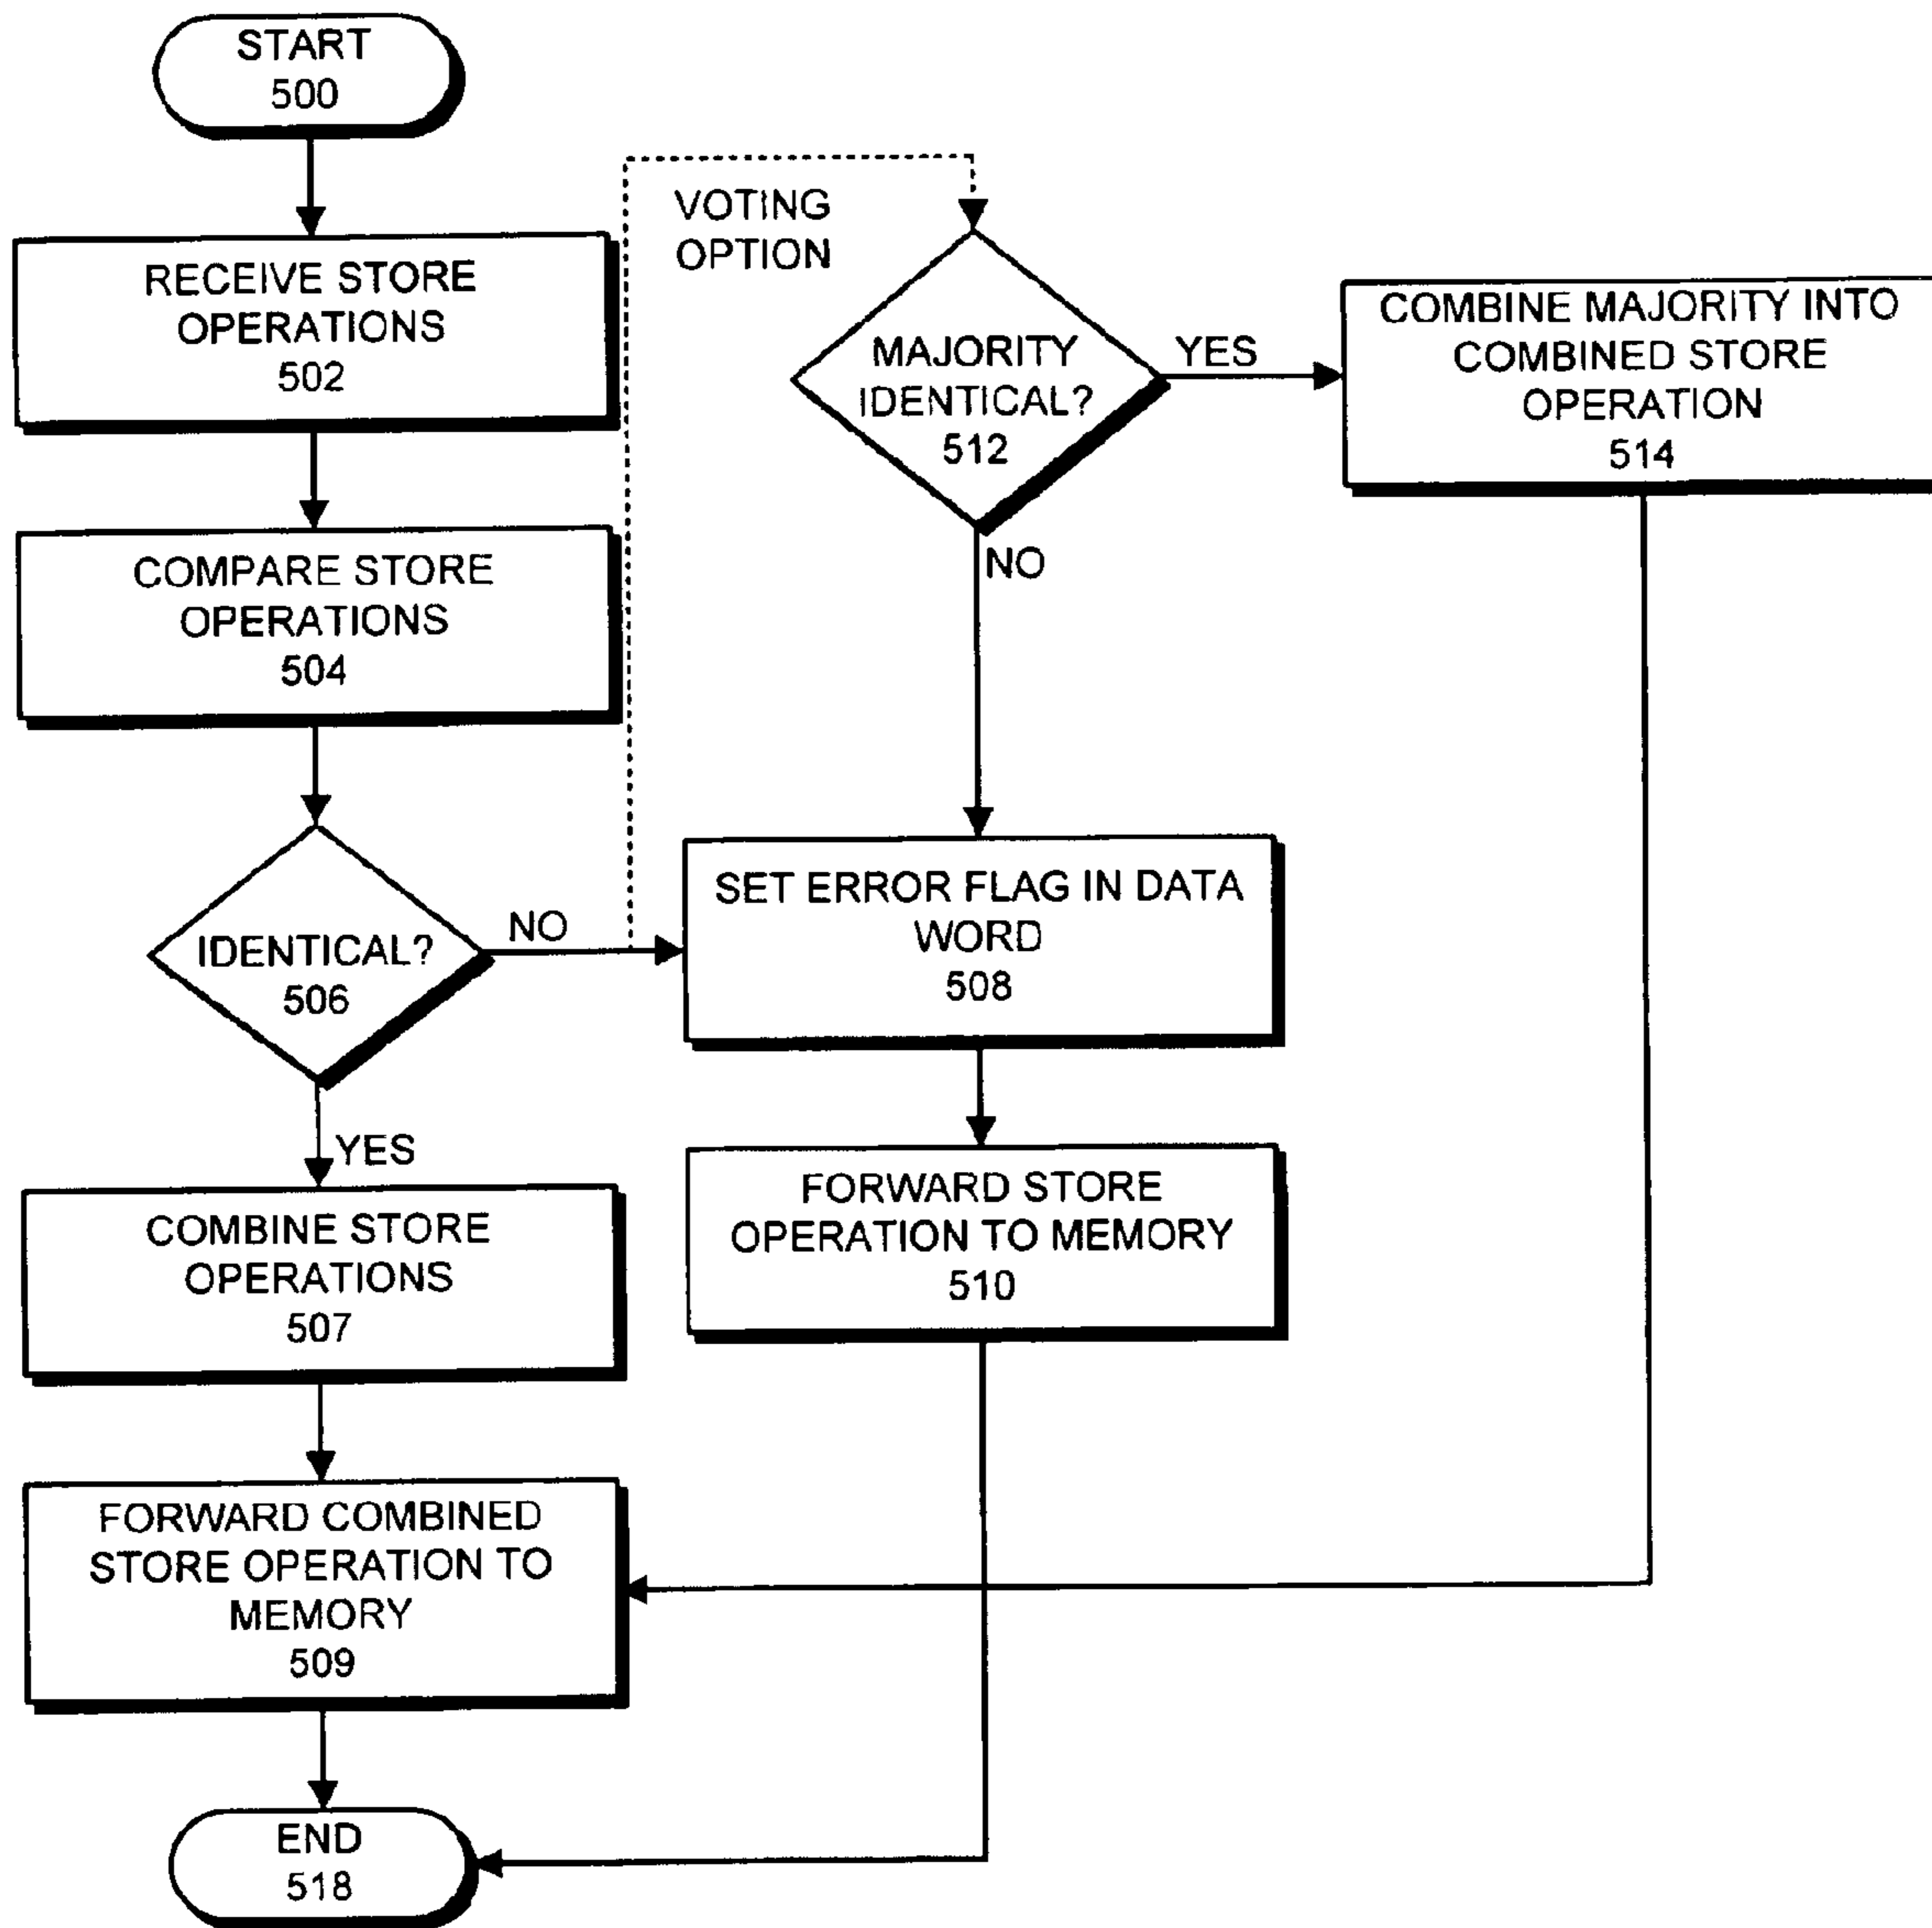 START
500
RECEIVE STORE
OPERATIONS
502
COMPARE STORE
OPERATIONS
504
IDENTICAL?
506
NO
YES
COMBINE STORE
OPERATIONS
507
FORWARD COMBINED
STORE OPERATION TO
MEMORY
509
END
518
VOTING
OPTION
MAJORITY
IDENTICAL?
512
YES
NO
SET ERROR FLAG IN DATA
WORD
508
FORWARD STORE
OPERATION TO MEMORY
510
COMBINE MAJORITY INTO
COMBINED STORE
OPERATION
514